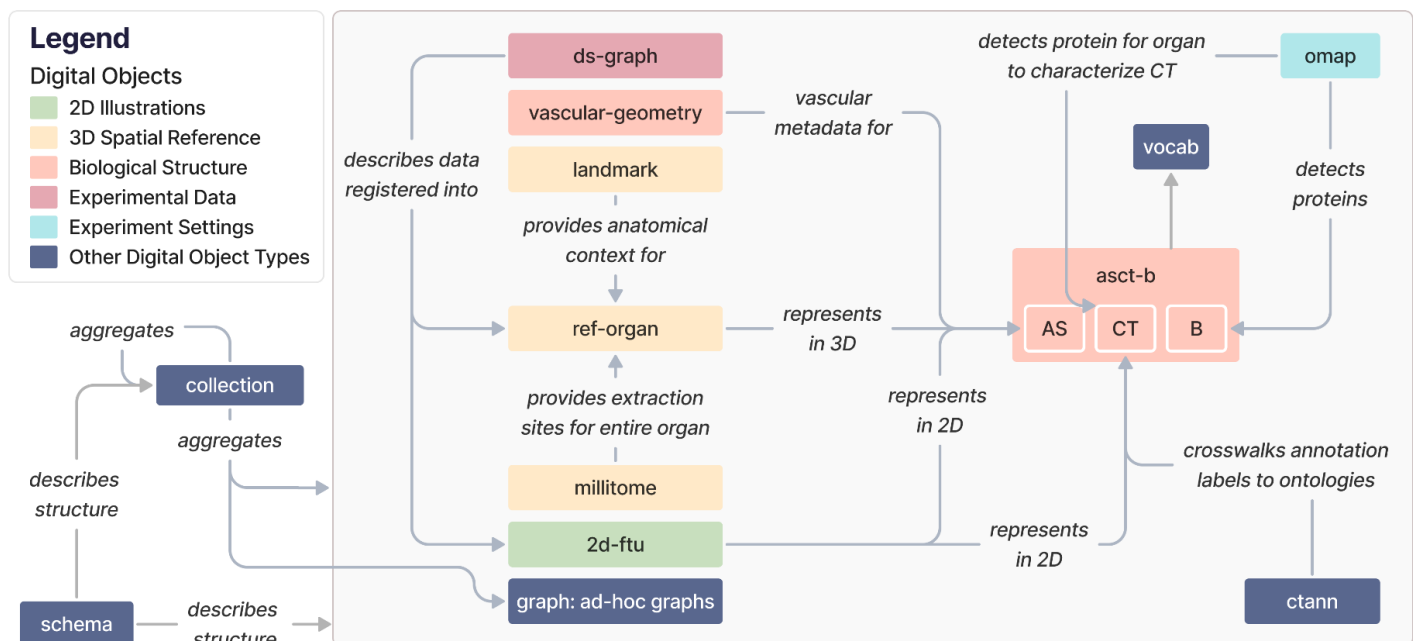 Legend
Digital Objects
2D Illustrations
3D Spatial Reference
Biological Structure
Experimental Data
Experiment Settings
Other Digital Object Types
ds-graph
vascular-geometry
landmark
describes data
registered into
provides anatomical
context for
ref-organ
provides extraction
sites for entire organ
millitome
2d-ftu
graph: ad-hoc graphs
vascular
metadata for
represents
in 3D
represents
in 2D
represents
in 2D
detects protein for organ
to characterize CT
omap
vocab
detects
proteins
asct-b
AS
CT
B
crosswalks annotation
labels to ontologies
ctann
aggregates
collection
aggregates
describes
structure
schema
describes
structure